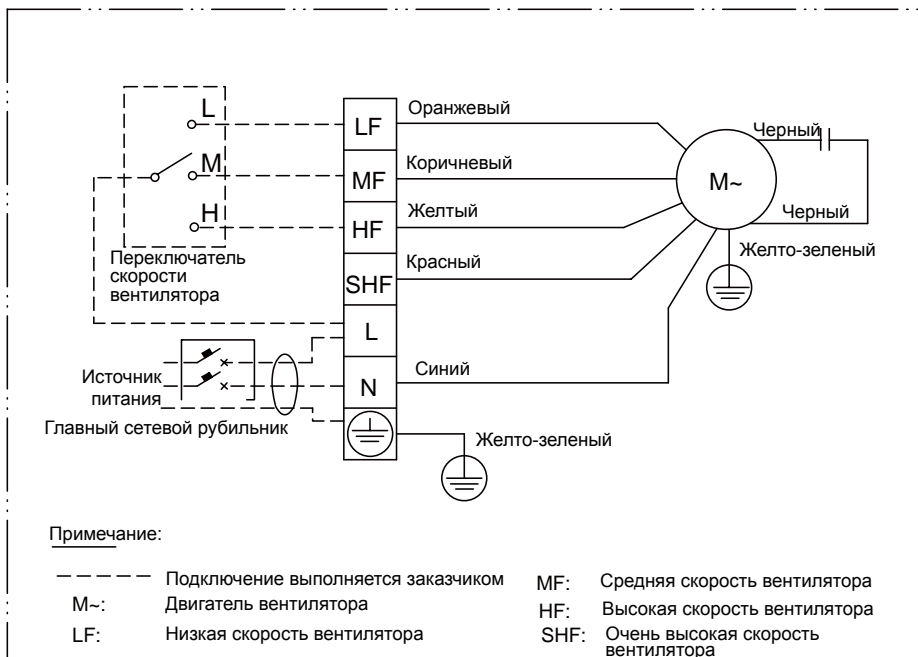 L
M
H
Переключатель
скорости
вентилятора
LF
MF
HF
SHF
L
N
Оранжевый
Коричневый
Желтый
Красный
Синий
M~
Черный
Черный
Желто-зеленый
Источник
питания
Главный сетевой рубильник
Желто-зеленый
Примечание:
Подключение выполняется заказчиком
M~: Двигатель вентилятора
LF: Низкая скорость вентилятора
MF: Средняя скорость вентилятора
HF: Высокая скорость вентилятора
SHF: Очень высокая скорость
вентилятора